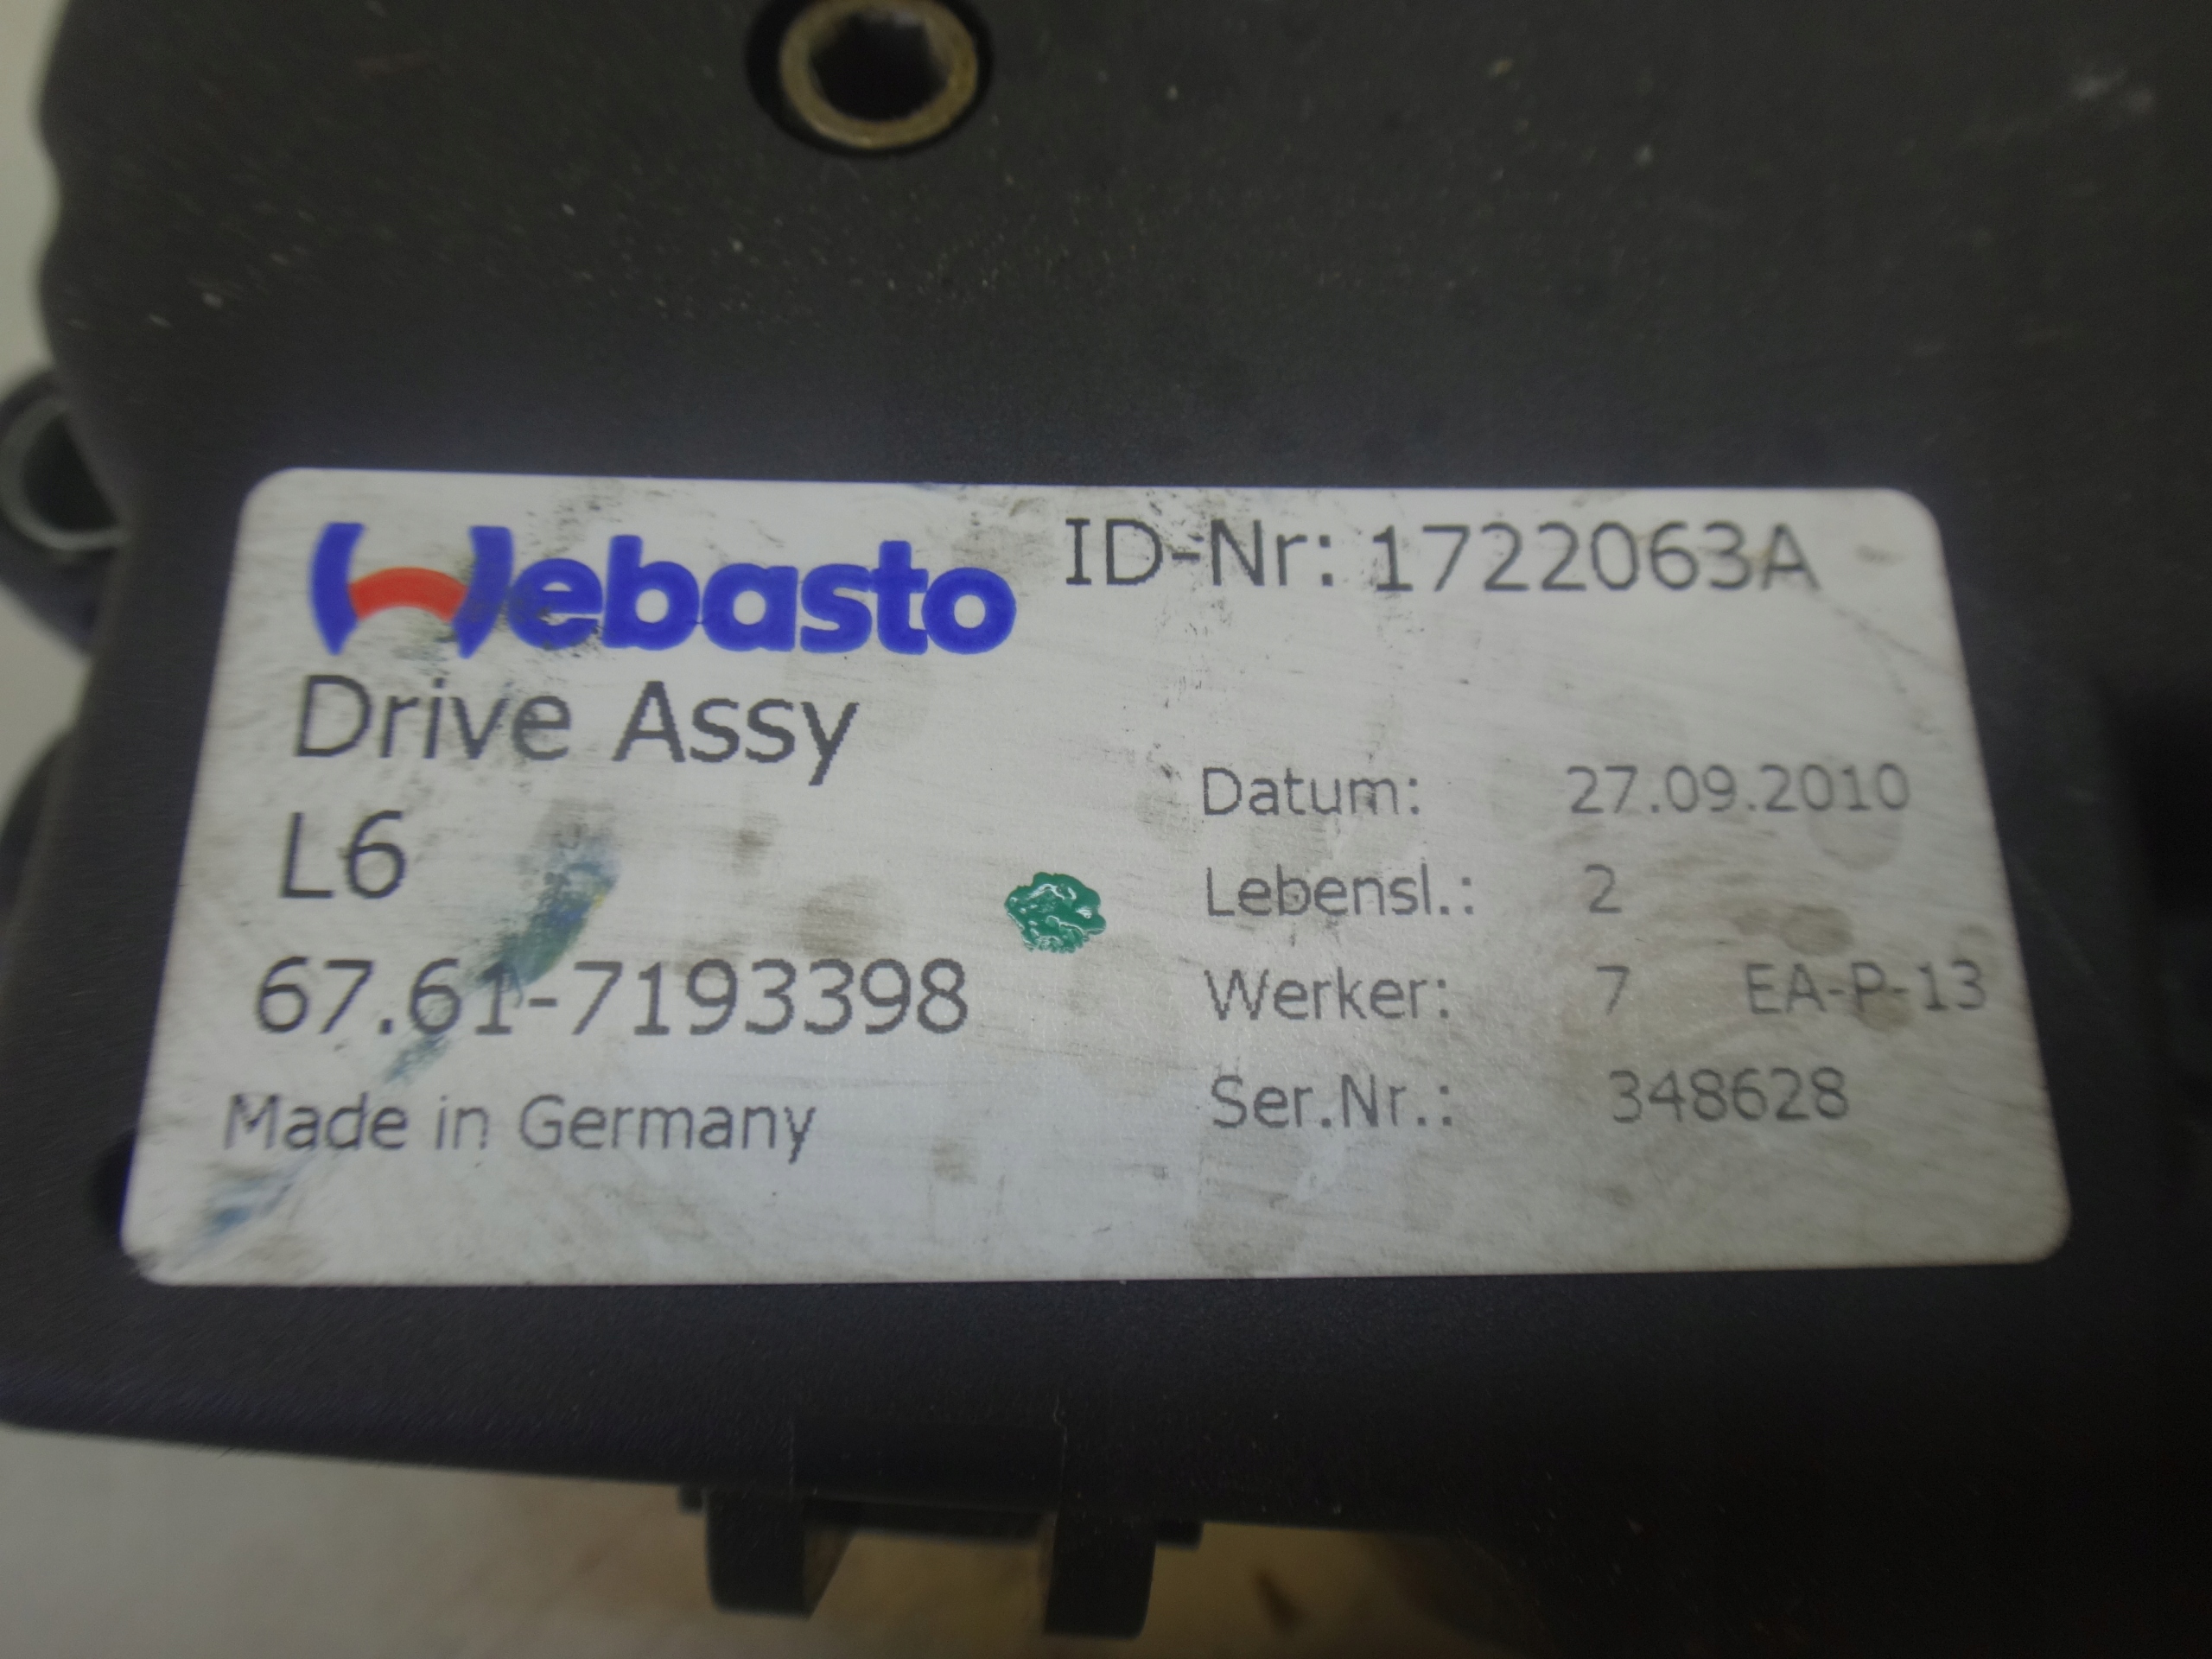 Webasto
ID-Nr: 1722063A
Drive Assy
L6
67.61-7193398
Made in Germany
Datum: 27.09.2010
Lebensl.: 2
Werker: 7 EA-P-13
Ser.Nr.: 348628